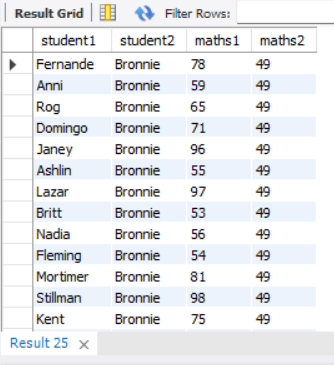 Result Grid Filter Rows:
student1 student2 maths1 maths2
Fernande Bronnie 78 49
Anni Bronnie 59 49
Rog Bronnie 65 49
Domingo Bronnie 71 49
Janey Bronnie 96 49
Ashlin Bronnie 55 49
Lazar Bronnie 97 49
Britt Bronnie 53 49
Nadia Bronnie 56 49
Fleming Bronnie 54 49
Mortimer Bronnie 81 49
Stillman Bronnie 98 49
Kent Bronnie 75 49
Result 25